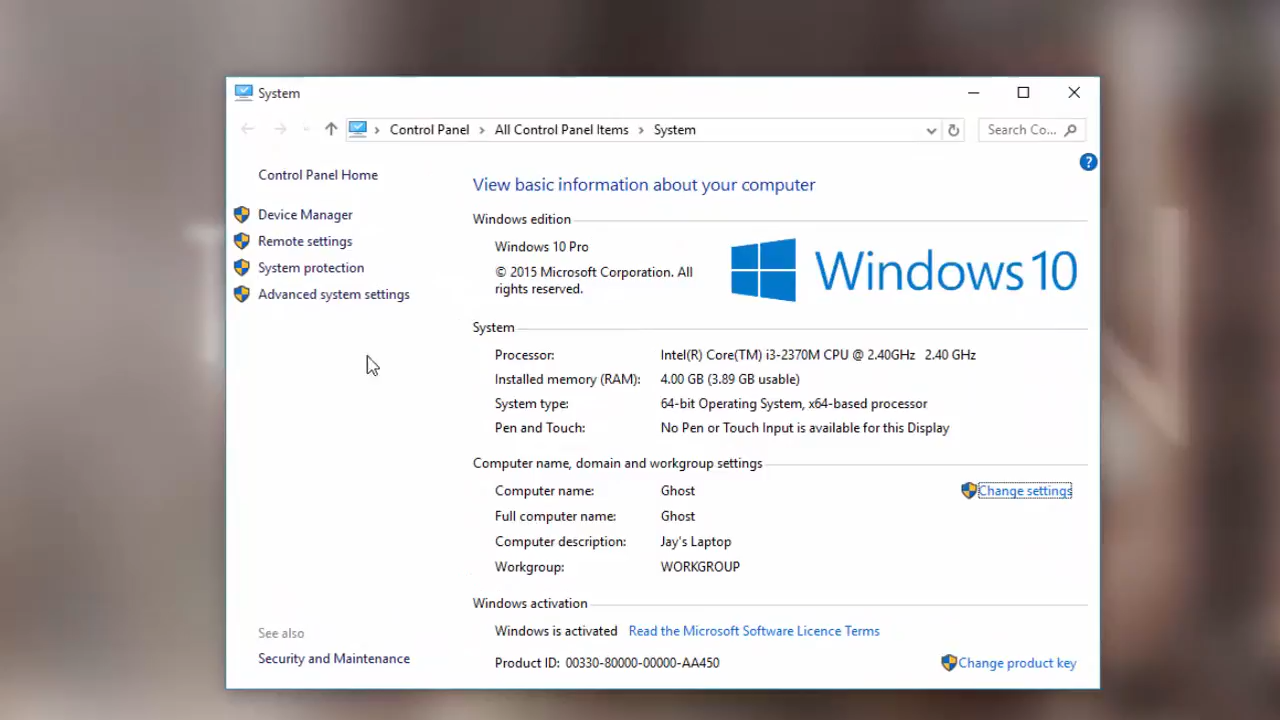 System
Control Panel > All Control Panel Items > System
Search Co...
?
Control Panel Home
Device Manager
Remote settings
System protection
Advanced system settings
View basic information about your computer
Windows edition
Windows 10 Pro
© 2015 Microsoft Corporation. All
rights reserved.
Windows 10
System
Processor: Intel(R) Core(TM) i3-2370M CPU @ 2.40GHz 2.40 GHz
Installed memory (RAM): 4.00 GB (3.89 GB usable)
System type: 64-bit Operating System, x64-based processor
Pen and Touch: No Pen or Touch Input is available for this Display
Computer name, domain and workgroup settings
Computer name: Ghost
Change settings
Full computer name: Ghost
Computer description: Jay's Laptop
Workgroup: WORKGROUP
Windows activation
Windows is activated Read the Microsoft Software Licence Terms
Product ID: 00330-80000-00000-AA450
Change product key
See also
Security and Maintenance